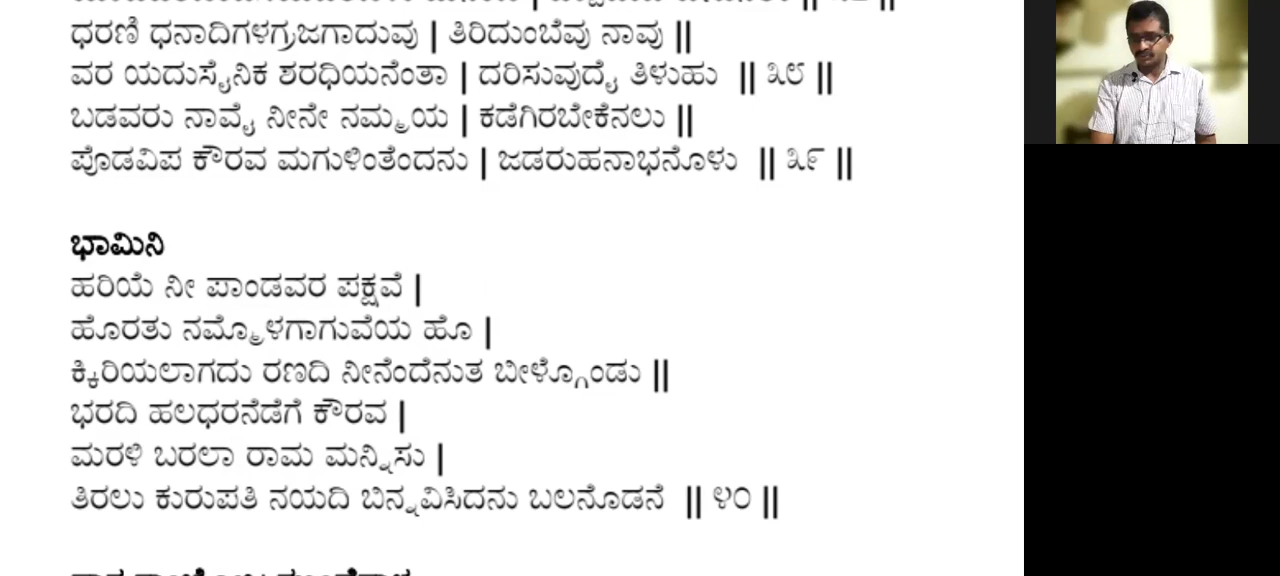 ಧರಣಿ ಧನಾದಿಗಳಗ್ರಜಗಾದುವು | ತಿರಿದುಂಬೆವು ನಾವು ||
ವರ ಯದುಸೈನಿಕ ಶರಧಿಯನೆಂತಾ | ದರಿಸುವುದೈ ತಿಳುಹು || ೩೮ ||
ಬಡವರು ನಾವೈ ನೀನೇ ನಮ್ಮಯ | ಕಡೆಗಿರಬೇಕೆನಲು ||
ಪೊಡವಿಪ ಕೌರವ ಮಗುಳಿಂತೆಂದನು | ಜಡರುಹನಾಭನೊಳು || ೩೯ ||
ಭಾಮಿನಿ
ಹರಿಯೆ ನೀ ಪಾಂಡವರ ಪಕ್ಷವೆ |
ಹೊರತು ನಮ್ಮೊಳಗಾಗುವೆಯ ಹೊ |
ಕ್ಕಿರಿಯಲಾಗದು ರಣದಿ ನೀನೆಂದೆನುತ ಬೀಳ್ಗೊಂಡು ||
ಭರದಿ ಹಲಧರನೆಡೆಗೆ ಕೌರವ |
ಮರಳಿ ಬರಲಾ ರಾಮ ಮನ್ನಿಸು |
ತಿರಲು ಕುರುಪತಿ ನಯದಿ ಬಿನ್ನವಿಸಿದನು ಬಲನೊಡನೆ || ೪೦ ||